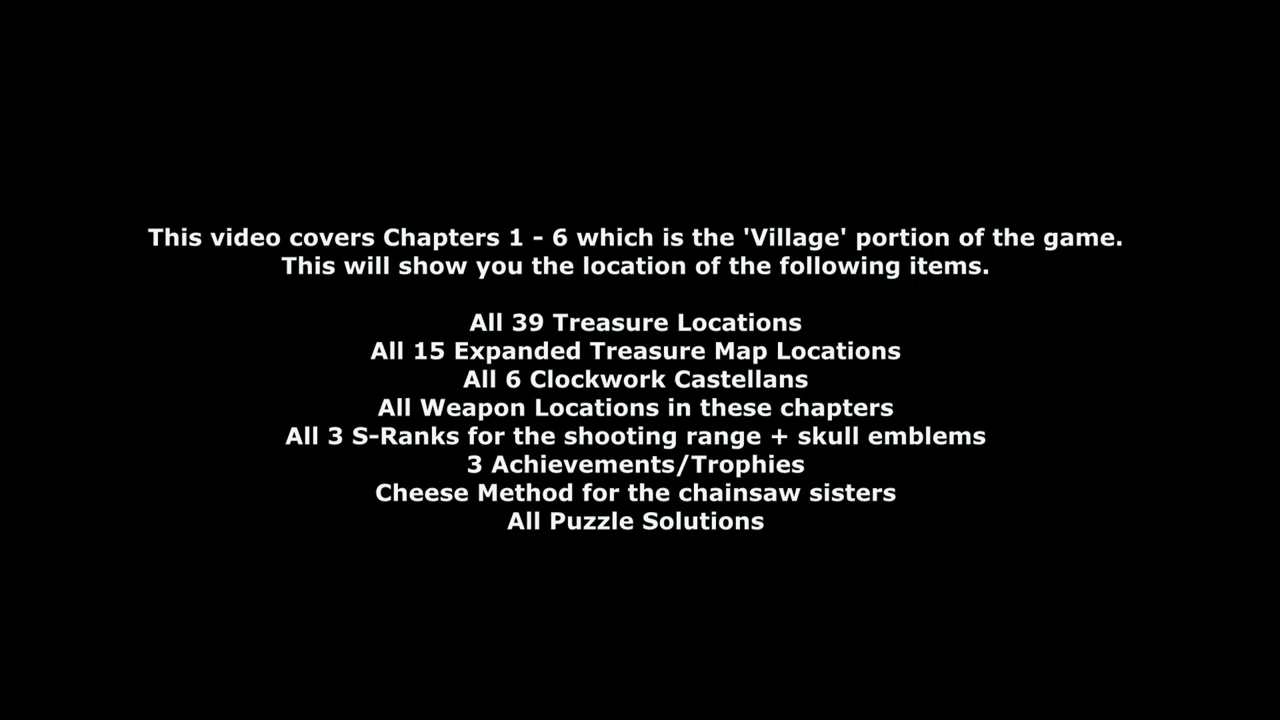 This video covers Chapters 1 - 6 which is the 'Village' portion of the game.
This will show you the location of the following items.
All 39 Treasure Locations
All 15 Expanded Treasure Map Locations
All 6 Clockwork Castellans
All Weapon Locations in these chapters
All 3 S-Ranks for the shooting range + skull emblems
3 Achievements/Trophies
Cheese Method for the chainsaw sisters
All Puzzle Solutions